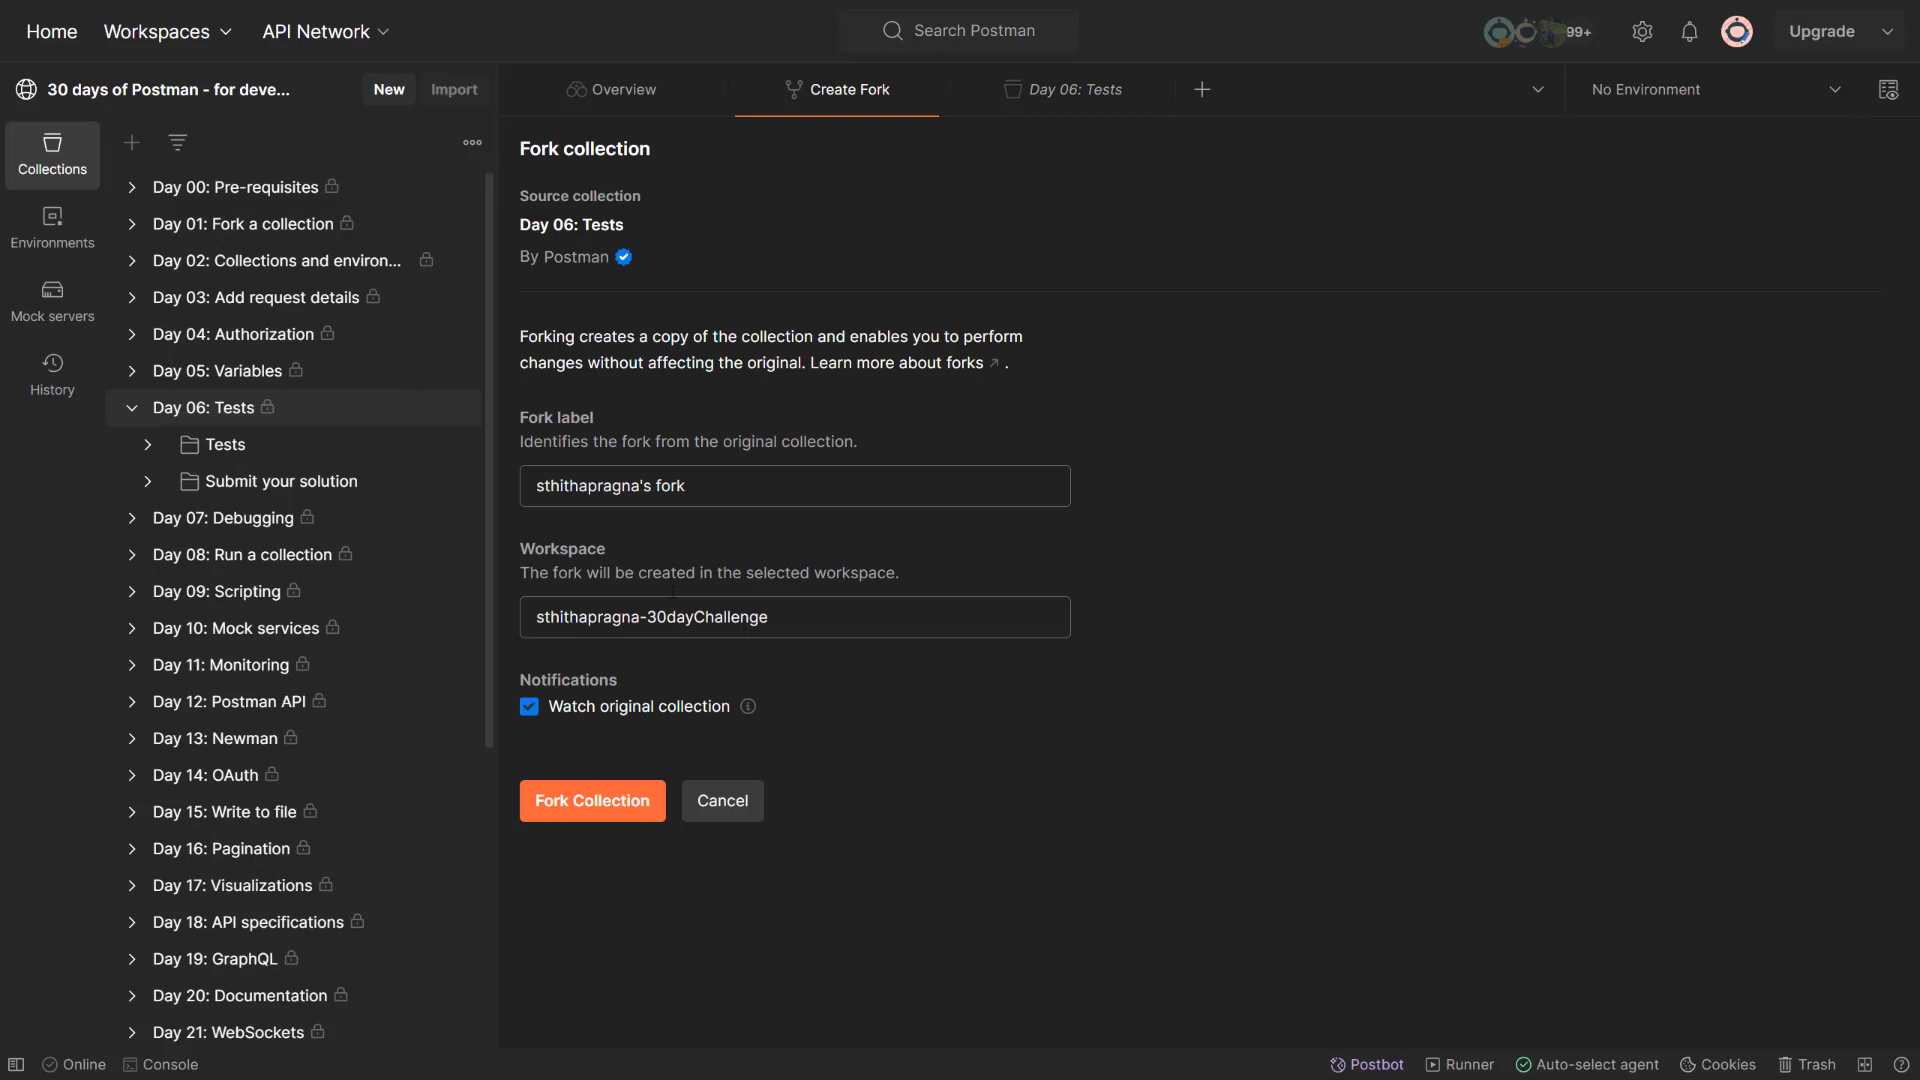 Home Workspaces API Network Search Postman 99+ Upgrade
30 days of Postman - for deve... New Import Overview Create Fork Day 06: Tests No Environment
Collections
Environments
Mock servers
History
Day 00: Pre-requisites
Day 01: Fork a collection
Day 02: Collections and environ...
Day 03: Add request details
Day 04: Authorization
Day 05: Variables
Day 06: Tests
Tests
Submit your solution
Day 07: Debugging
Day 08: Run a collection
Day 09: Scripting
Day 10: Mock services
Day 11: Monitoring
Day 12: Postman API
Day 13: Newman
Day 14: OAuth
Day 15: Write to file
Day 16: Pagination
Day 17: Visualizations
Day 18: API specifications
Day 19: GraphQL
Day 20: Documentation
Day 21: WebSockets
Fork collection
Source collection
Day 06: Tests
By Postman
Forking creates a copy of the collection and enables you to perform
changes without affecting the original. Learn more about forks ↗ .
Fork label
Identifies the fork from the original collection.
sthithapragna's fork
Workspace
The fork will be created in the selected workspace.
sthithapragna-30dayChallenge
Notifications
Watch original collection
Fork Collection Cancel
Online Console Postbot Runner Auto-select agent Cookies Trash